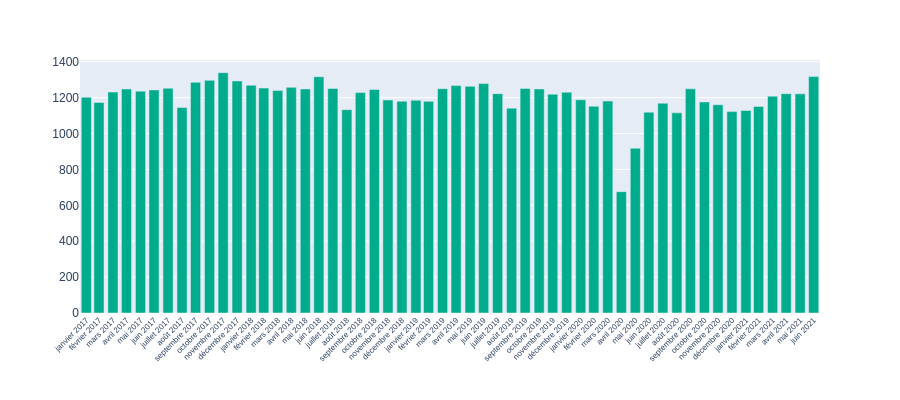 1400
1200
1000
800
600
400
200
0
janvier 2017
février 2017
mars 2017
avril 2017
mai 2017
juin 2017
juillet 2017
août 2017
septembre 2017
octobre 2017
novembre 2017
décembre 2017
janvier 2018
février 2018
mars 2018
avril 2018
mai 2018
juin 2018
juillet 2018
août 2018
septembre 2018
octobre 2018
novembre 2018
décembre 2018
janvier 2019
février 2019
mars 2019
avril 2019
mai 2019
juin 2019
juillet 2019
août 2019
septembre 2019
octobre 2019
novembre 2019
décembre 2019
janvier 2020
février 2020
mars 2020
avril 2020
mai 2020
juin 2020
juillet 2020
août 2020
septembre 2020
octobre 2020
novembre 2020
décembre 2020
janvier 2021
février 2021
mars 2021
avril 2021
mai 2021
juin 2021